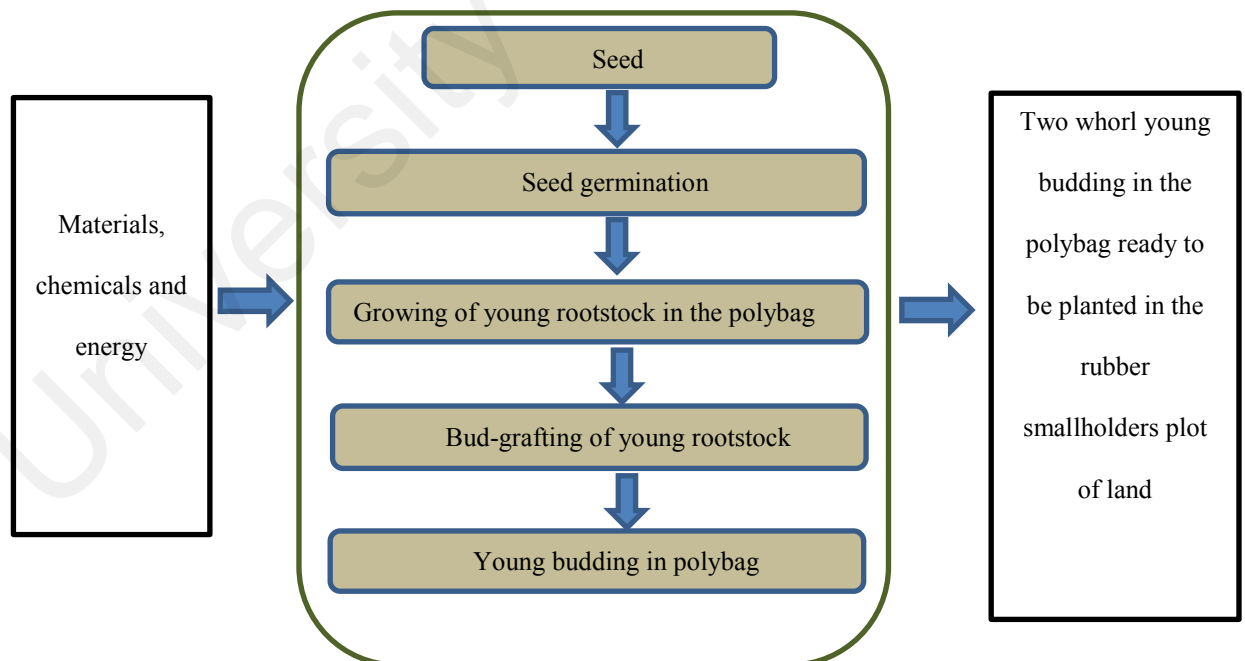 Materials,
chemicals and
energy
Seed
Seed germination
Growing of young rootstock in the polybag
Bud-grafting of young rootstock
Young budding in polybag
Two whorl young
budding in the
polybag ready to
be planted in the
rubber
smallholders plot
of land
University